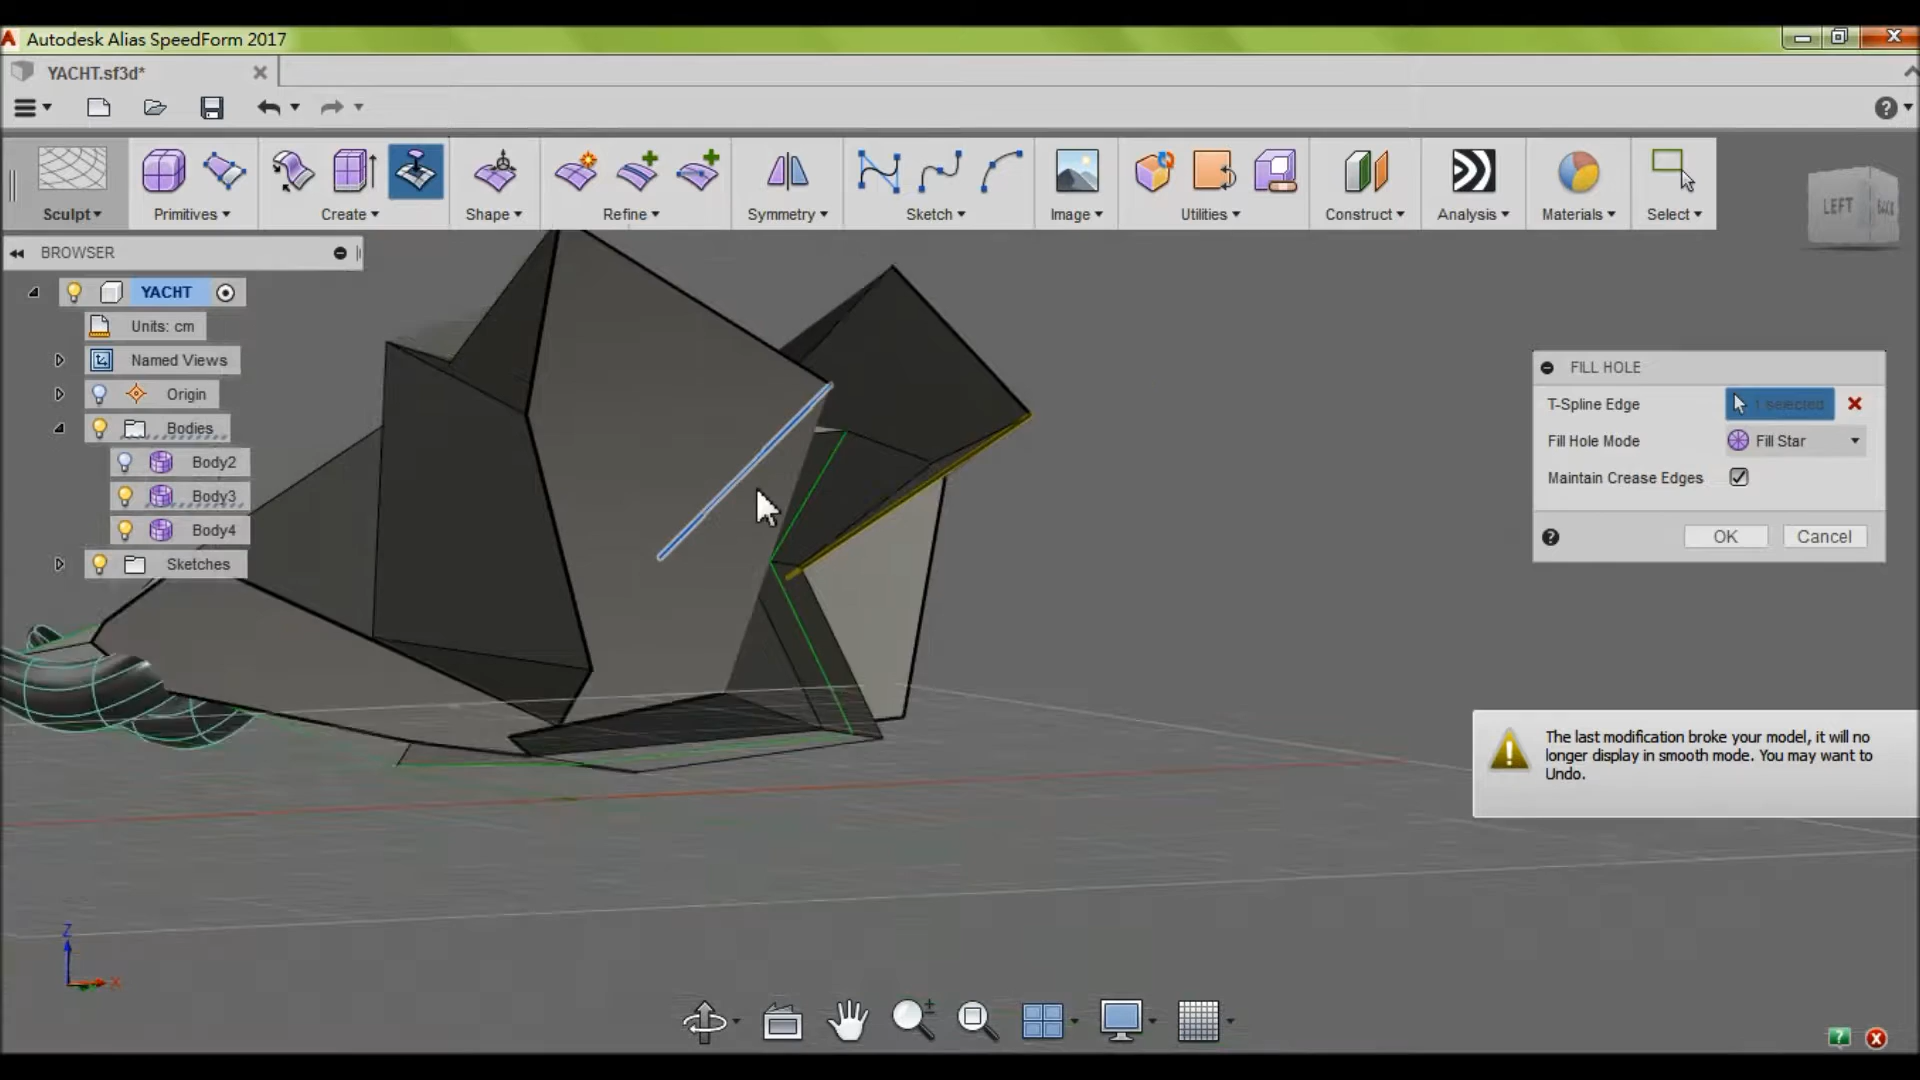 Autodesk Alias SpeedForm 2017
YACHT.sf3d*
Sculpt
Primitives
Create
Shape
Refine
Symmetry
Sketch
Image
Utilities
Construct
Analysis
Materials
Select
LEFT
BACK
BROWSER
YACHT
Units: cm
Named Views
Origin
Bodies
Body2
Body3
Body4
Sketches
FILL HOLE
T-Spline Edge
1 selected
Fill Hole Mode
Fill Star
Maintain Crease Edges
OK
Cancel
The last modification broke your model, it will no
longer display in smooth mode. You may want to
Undo.
Z
X